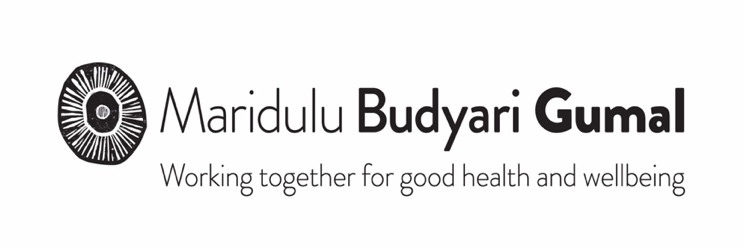 Maridulu Budyari Gumal
Working together for good health and wellbeing